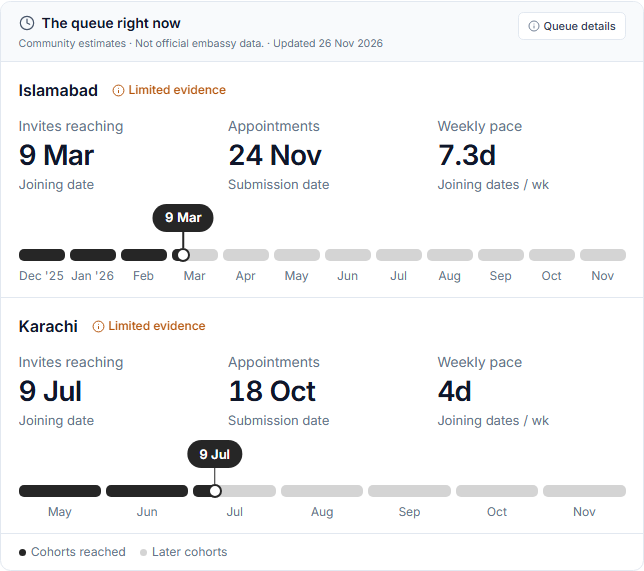 The queue right now
Community estimates · Not official embassy data. · Updated 26 Nov 2026
Queue details
Islamabad
Limited evidence
Invites reaching
Appointments
Weekly pace
9 Mar
24 Nov
7.3d
Joining date
Submission date
Joining dates / wk
9 Mar
Dec '25 Jan '26 Feb Mar Apr May Jun Jul Aug Sep Oct Nov
Karachi
Limited evidence
Invites reaching
Appointments
Weekly pace
9 Jul
18 Oct
4d
Joining date
Submission date
Joining dates / wk
9 Jul
May Jun Jul Aug Sep Oct Nov
Cohorts reached
Later cohorts